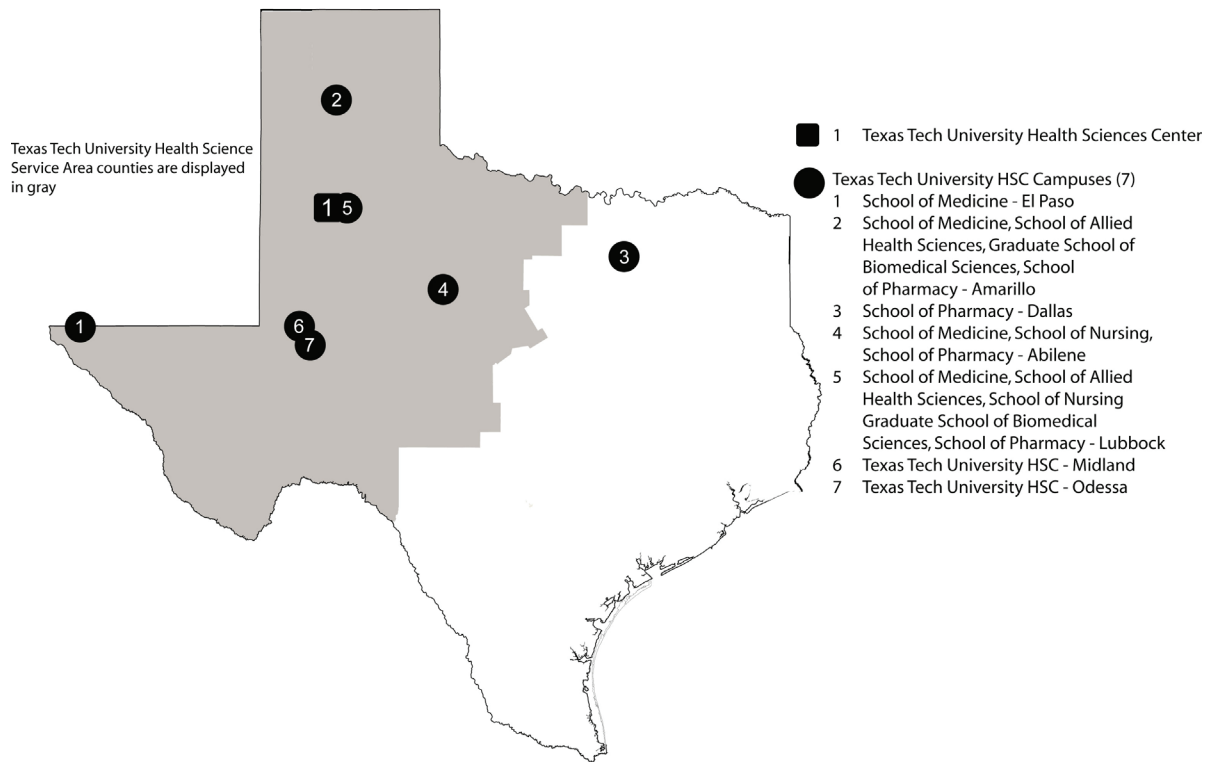 2
Texas Tech University Health Science
Service Area counties are displayed
in gray
1 5
3
4
1
6
7
1 Texas Tech University Health Sciences Center
Texas Tech University HSC Campuses (7)
1 School of Medicine - El Paso
2 School of Medicine, School of Allied
Health Sciences, Graduate School of
Biomedical Sciences, School
of Pharmacy - Amarillo
3 School of Pharmacy - Dallas
4 School of Medicine, School of Nursing,
School of Pharmacy - Abilene
5 School of Medicine, School of Allied
Health Sciences, School of Nursing
Graduate School of Biomedical
Sciences, School of Pharmacy - Lubbock
6 Texas Tech University HSC - Midland
7 Texas Tech University HSC - Odessa